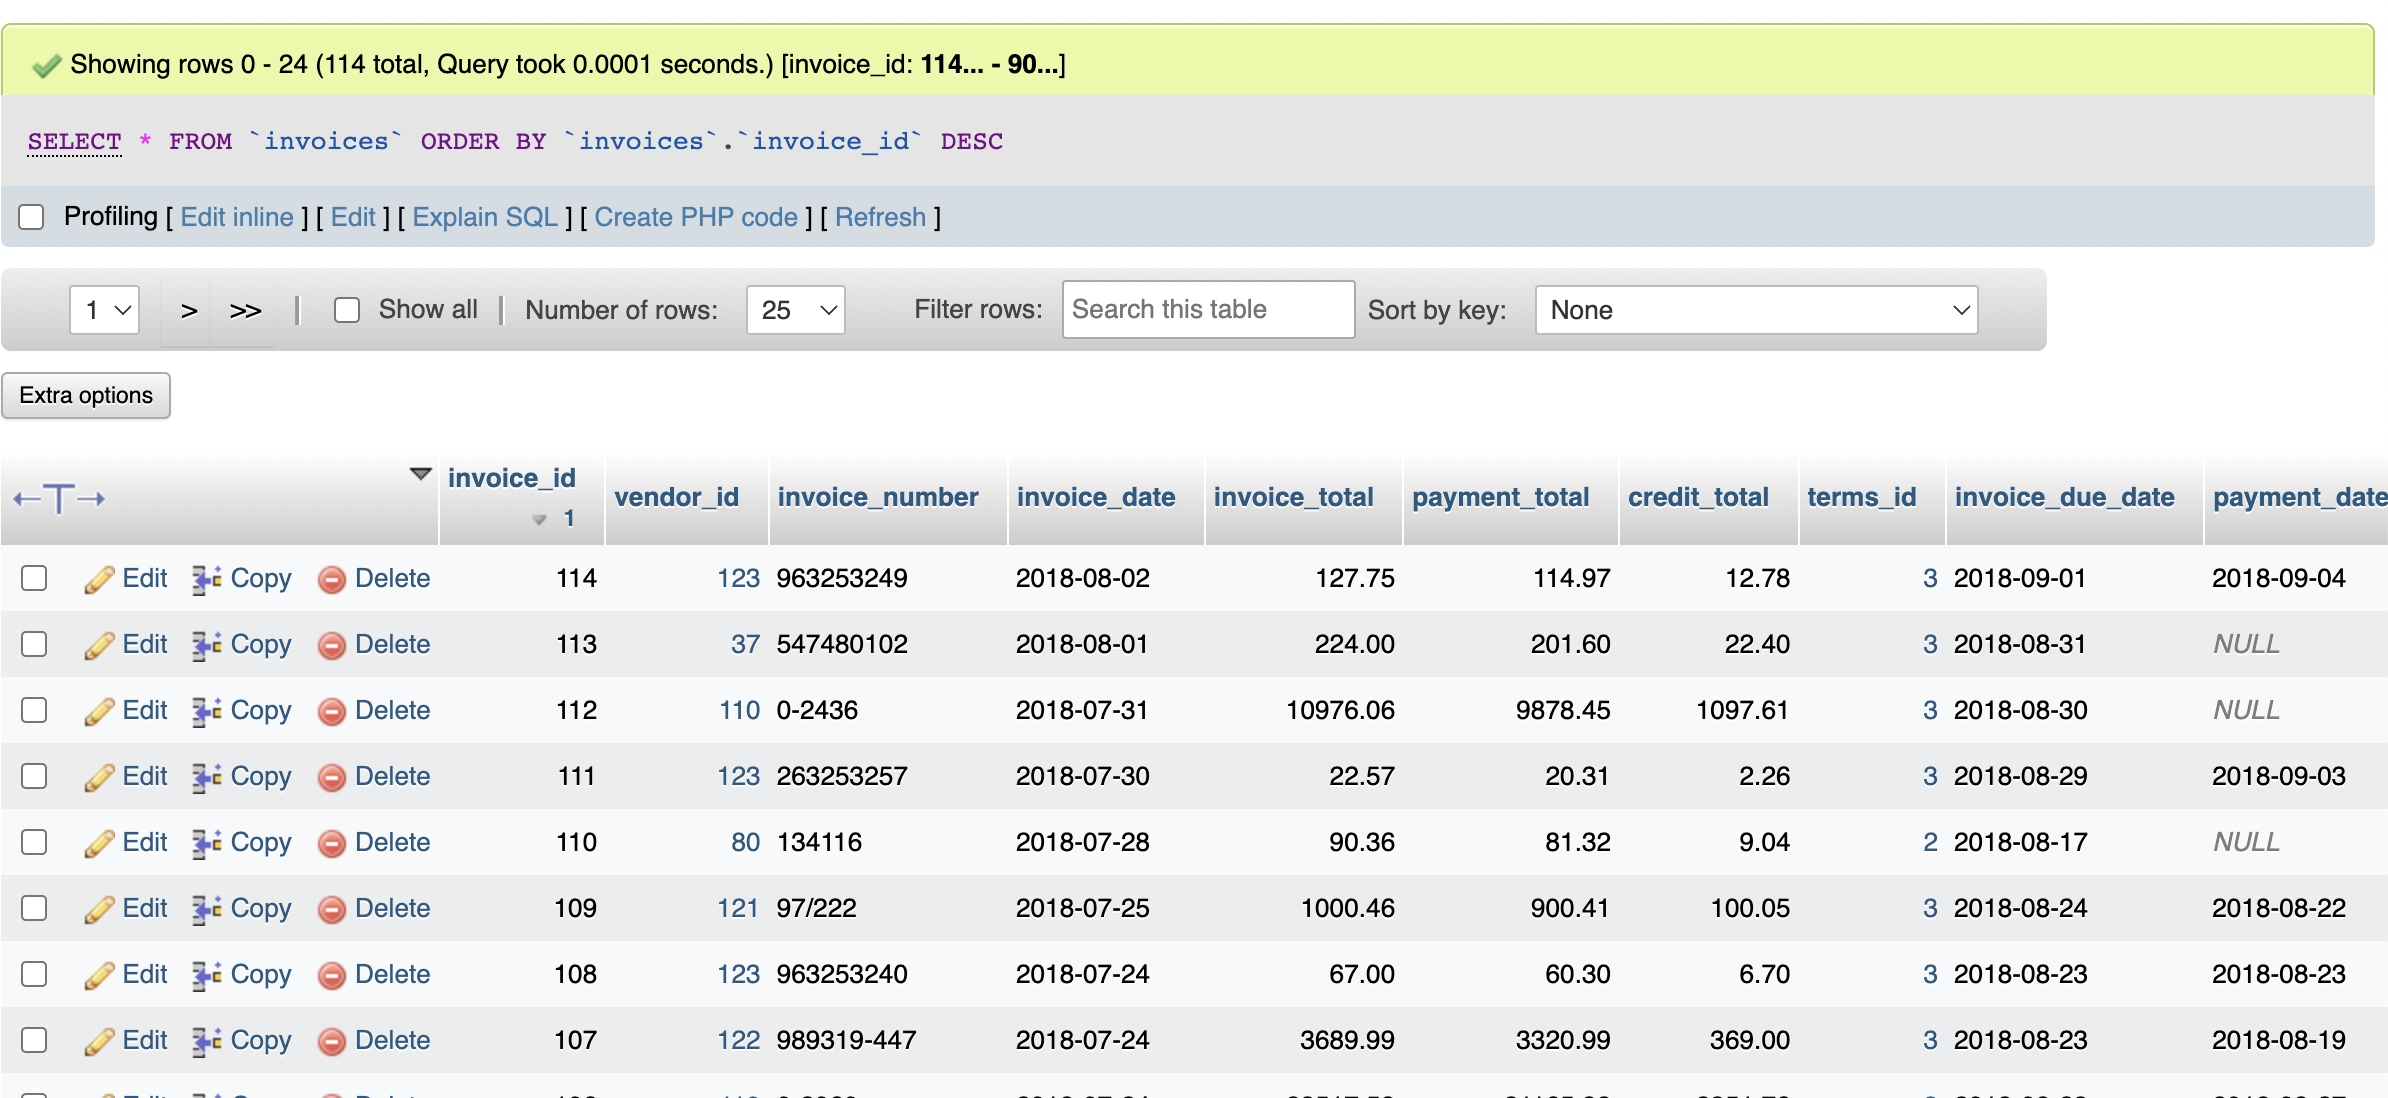 Showing rows 0 - 24 (114 total, Query took 0.0001 seconds.) [invoice_id: 114... - 90...]
SELECT * FROM `invoices` ORDER BY `invoices`.`invoice_id` DESC
Profiling [ Edit inline ] [ Edit ] [ Explain SQL ] [ Create PHP code ] [ Refresh ]
1 > >> | Show all | Number of rows: 25 Filter rows: Search this table Sort by key: None
Extra options
←T→ invoice_id 1 vendor_id invoice_number invoice_date invoice_total payment_total credit_total terms_id invoice_due_date payment_date
Edit Copy Delete 114 123 963253249 2018-08-02 127.75 114.97 12.78 3 2018-09-01 2018-09-04
Edit Copy Delete 113 37 547480102 2018-08-01 224.00 201.60 22.40 3 2018-08-31 NULL
Edit Copy Delete 112 110 0-2436 2018-07-31 10976.06 9878.45 1097.61 3 2018-08-30 NULL
Edit Copy Delete 111 123 263253257 2018-07-30 22.57 20.31 2.26 3 2018-08-29 2018-09-03
Edit Copy Delete 110 80 134116 2018-07-28 90.36 81.32 9.04 2 2018-08-17 NULL
Edit Copy Delete 109 121 97/222 2018-07-25 1000.46 900.41 100.05 3 2018-08-24 2018-08-22
Edit Copy Delete 108 123 963253240 2018-07-24 67.00 60.30 6.70 3 2018-08-23 2018-08-23
Edit Copy Delete 107 122 989319-447 2018-07-24 3689.99 3320.99 369.00 3 2018-08-23 2018-08-19